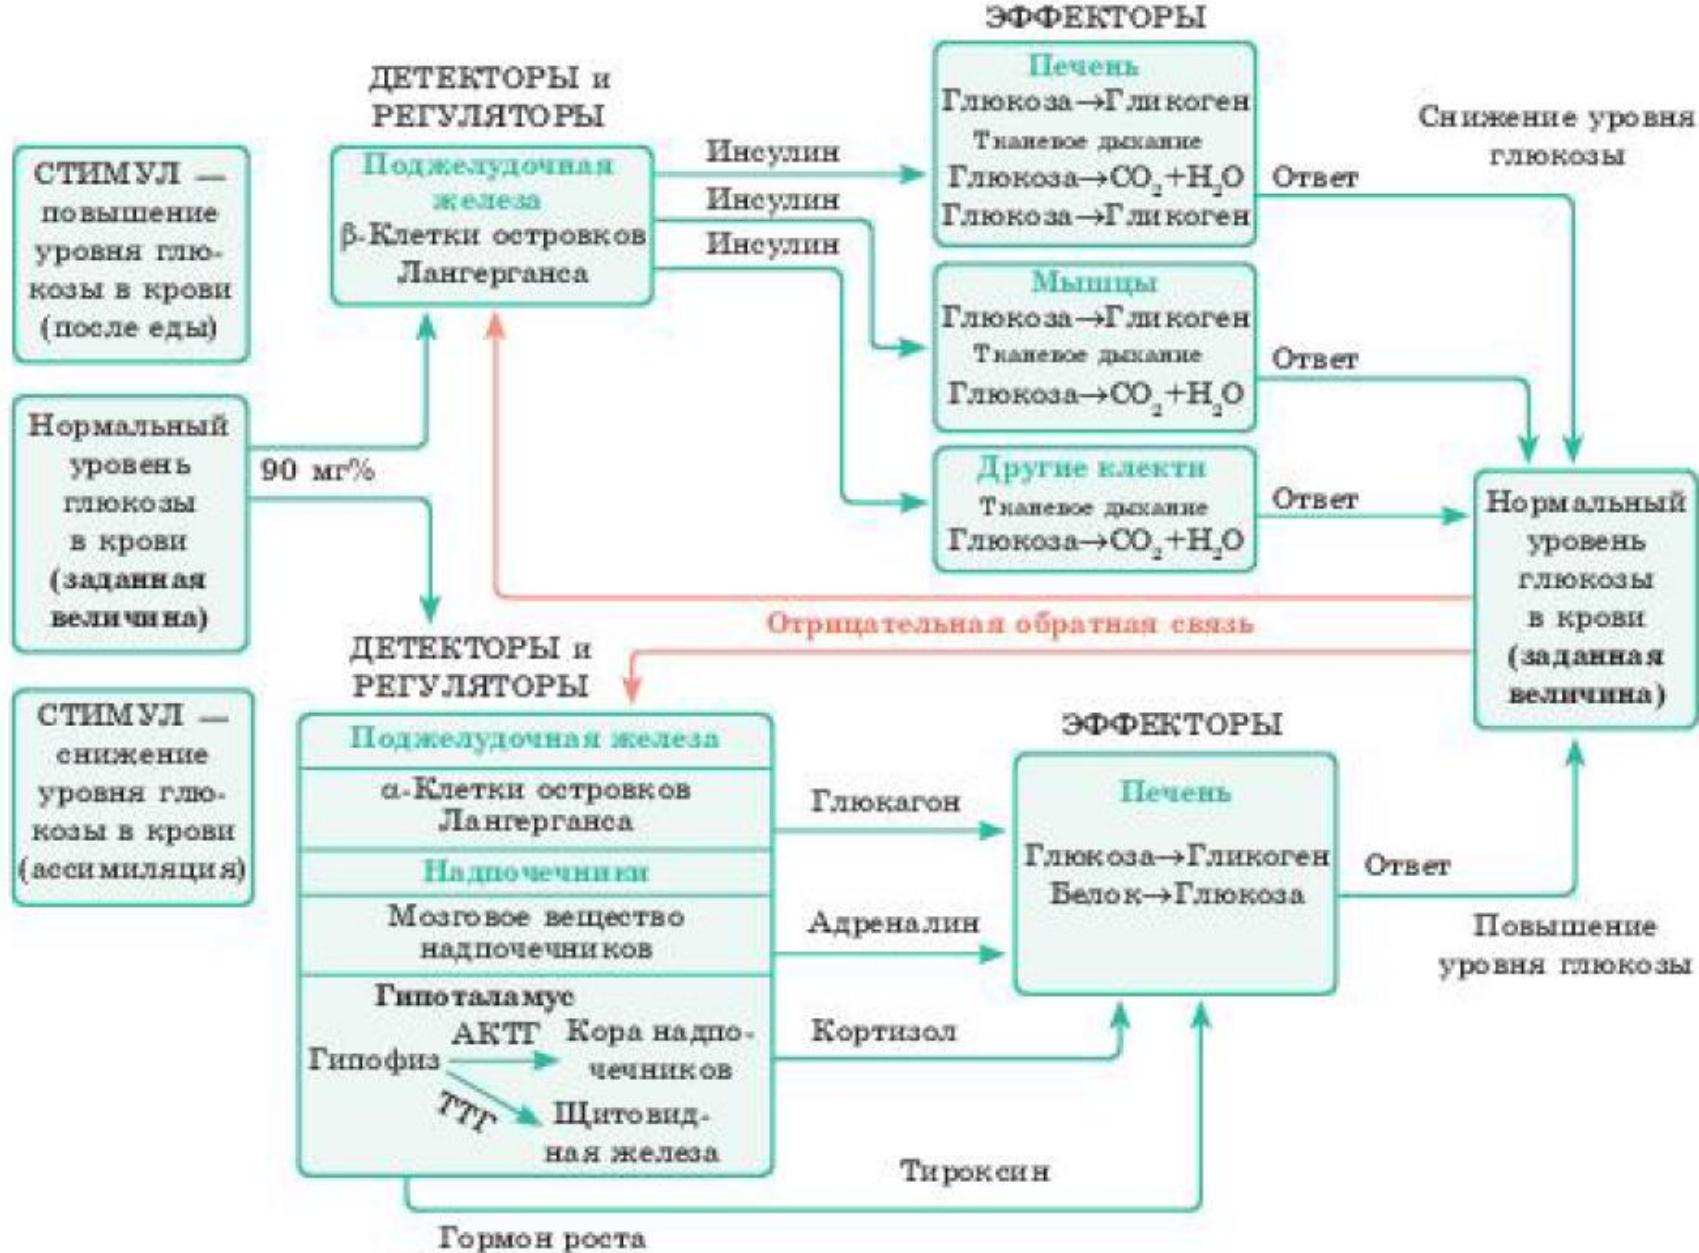 СТИМУЛ —
повышение
уровня глю-
козы в крови
(после еды)
Нормальный
уровень
глюкозы
в крови
(заданная
величина)
90 мг%
СТИМУЛ —
снижение
уровня глю-
козы в крови
(ассимиляция)
ДЕТЕКТОРЫ и
РЕГУЛЯТОРЫ
Поджелудочная
железа
β-Клетки островков
Лангерганса
Инсулин
Инсулин
Инсулин
ЭФФЕКТОРЫ
Печень
Глюкоза→Гликоген
Тканевое дыхание
Глюкоза→CO₂+H₂O
Глюкоза→Гликоген
Мышцы
Глюкоза→Гликоген
Тканевое дыхание
Глюкоза→CO₂+H₂O
Другие клекти
Тканевое дыхание
Глюкоза→CO₂+H₂O
Ответ
Ответ
Ответ
Снижение уровня
глюкозы
Нормальный
уровень
глюкозы
в крови
(заданная
величина)
Отрицательная обратная связь
ДЕТЕКТОРЫ и
РЕГУЛЯТОРЫ
Поджелудочная железа
α-Клетки островков
Лангерганса
Надпочечники
Мозговое вещество
надпочечников
Гипоталамус
Гипофиз
АКТГ
Кора надпо-
чечников
ТТГ
Щитовид-
ная железа
Глюкагон
Адреналин
Кортизол
Тироксин
Гормон роста
ЭФФЕКТОРЫ
Печень
Глюкоза→Гликоген
Белок→Глюкоза
Ответ
Повышение
уровня глюкозы